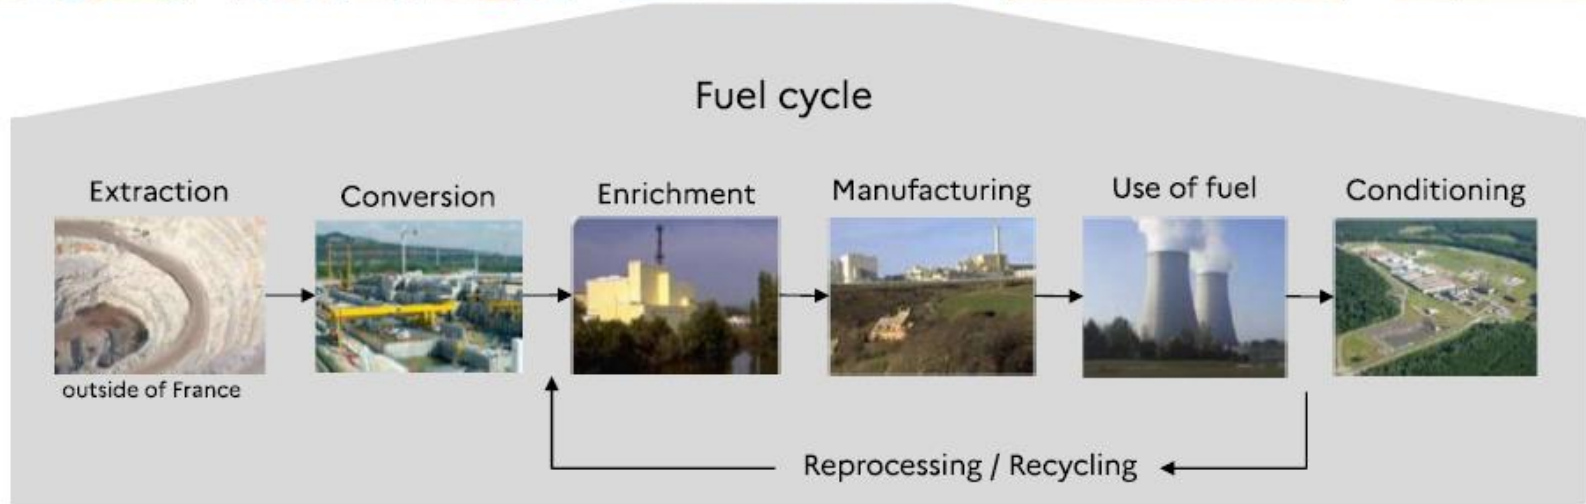 Fuel cycle
Extraction
Conversion
Enrichment
Manufacturing
Use of fuel
Conditioning
outside of France
Reprocessing / Recycling